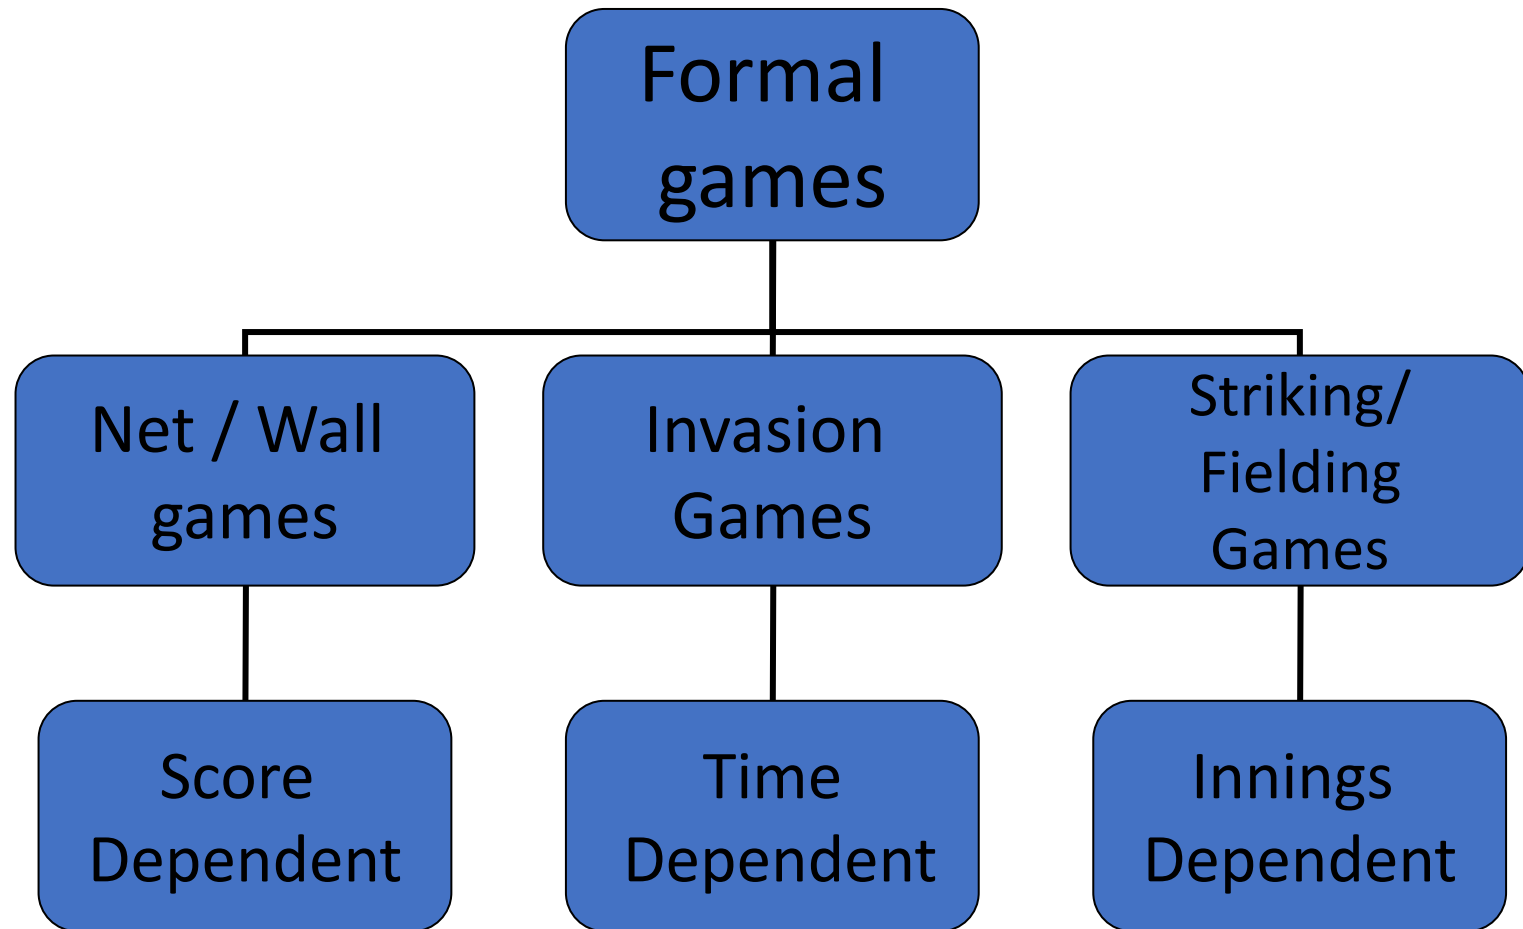 Formal
games
Net / Wall
games
Invasion
Games
Striking/
Fielding
Games
Score
Dependent
Time
Dependent
Innings
Dependent